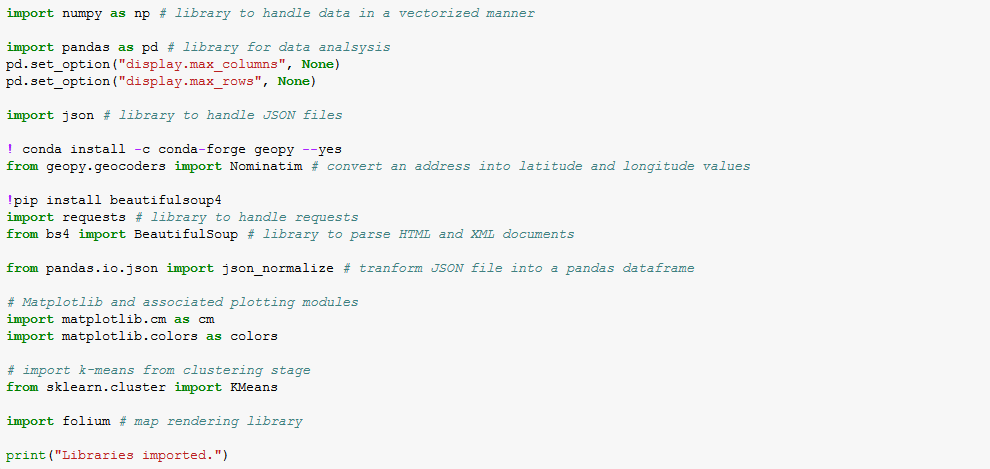 import numpy as np # library to handle data in a vectorized manner
import pandas as pd # library for data analsysis
pd.set_option("display.max_columns", None)
pd.set_option("display.max_rows", None)
import json # library to handle JSON files
! conda install -c conda-forge geopy --yes
from geopy.geocoders import Nominatim # convert an address into latitude and longitude values
!pip install beautifulsoup4
import requests # library to handle requests
from bs4 import BeautifulSoup # library to parse HTML and XML documents
from pandas.io.json import json_normalize # tranform JSON file into a pandas dataframe
# Matplotlib and associated plotting modules
import matplotlib.cm as cm
import matplotlib.colors as colors
# import k-means from clustering stage
from sklearn.cluster import KMeans
import folium # map rendering library
print("Libraries imported.")